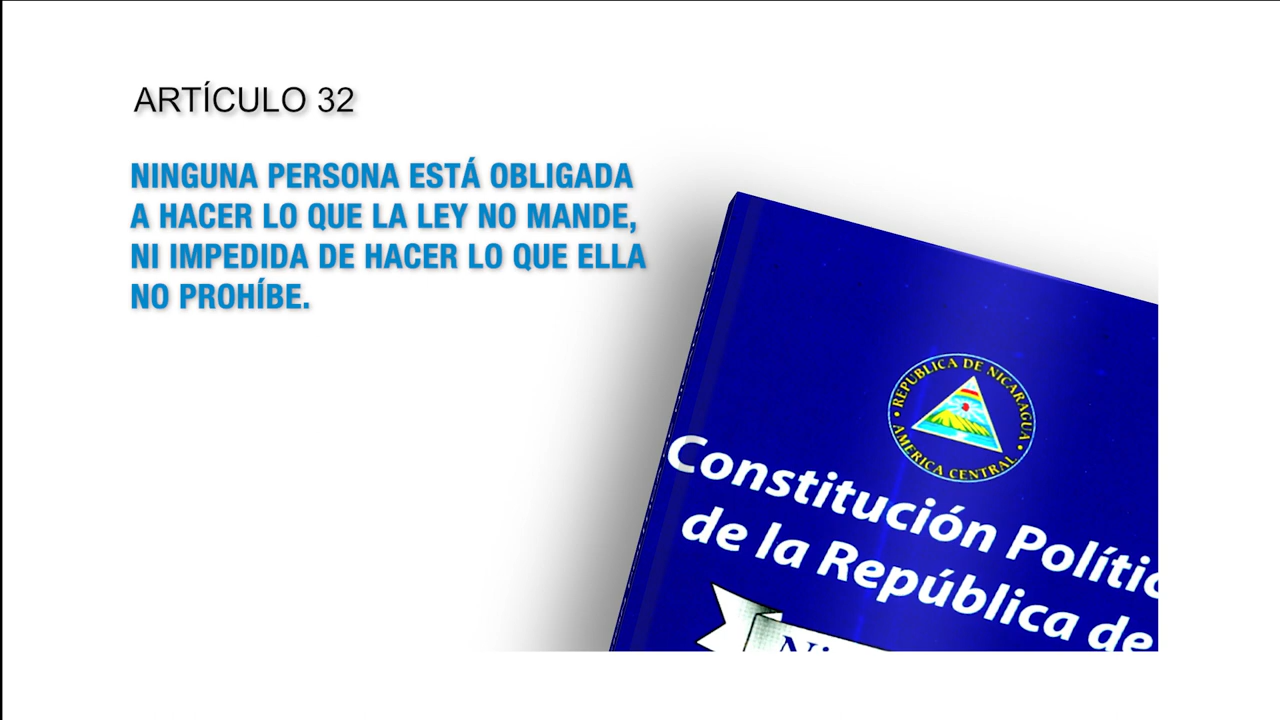 ARTÍCULO 32
NINGUNA PERSONA ESTÁ OBLIGADA
A HACER LO QUE LA LEY NO MANDE,
NI IMPEDIDA DE HACER LO QUE ELLA
NO PROHÍBE.
REPUBLICA DE NICARAGUA
AMERICA CENTRAL
Constitución Polític
de la República de